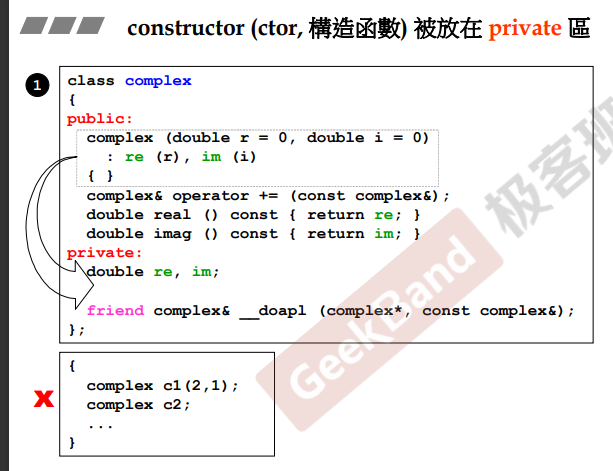 constructor (ctor, 構造函數) 被放在 private 區
1
class complex
{
public:
complex (double r = 0, double i = 0)
: re (r), im (i)
{ }
complex& operator += (const complex&);
double real () const { return re; }
double imag () const { return im; }
private:
double re, im;
friend complex& __doapl (complex*, const complex&);
};
x
{
complex c1(2,1);
complex c2;
...
}
GeekBand 极客班